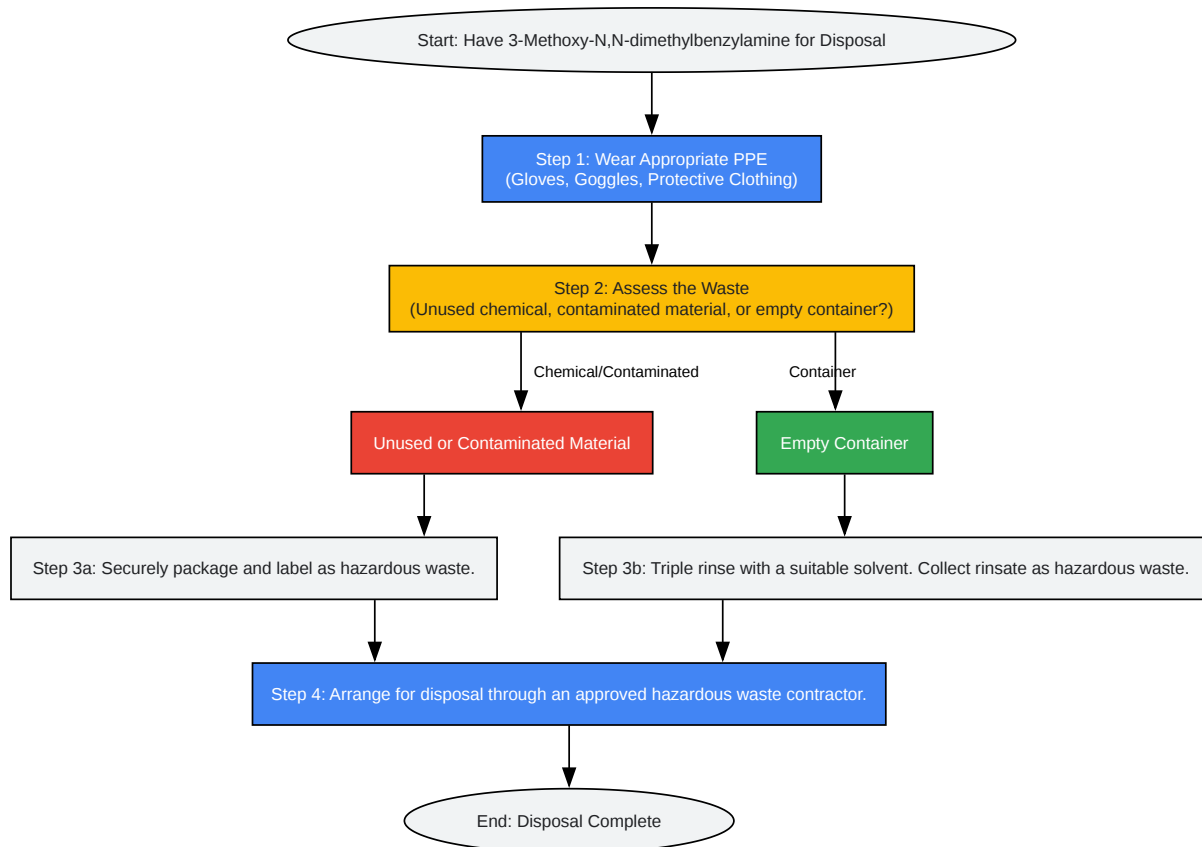 Start: Have 3-Methoxy-N,N-dimethylbenzylamine for Disposal
Step 1: Wear Appropriate PPE
(Gloves, Goggles, Protective Clothing)
Step 2: Assess the Waste
(Unused chemical, contaminated material, or empty container?)
Chemical/Contaminated
Container
Unused or Contaminated Material
Empty Container
Step 3a: Securely package and label as hazardous waste.
Step 3b: Triple rinse with a suitable solvent. Collect rinsate as hazardous waste.
Step 4: Arrange for disposal through an approved hazardous waste contractor.
End: Disposal Complete